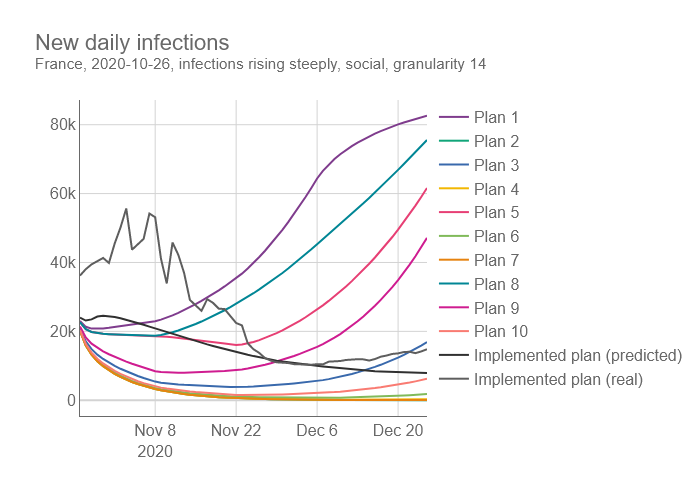 New daily infections
France, 2020-10-26, infections rising steeply, social, granularity 14
80k
60k
40k
20k
0
Nov 8
2020
Nov 22
Dec 6
Dec 20
Plan 1
Plan 2
Plan 3
Plan 4
Plan 5
Plan 6
Plan 7
Plan 8
Plan 9
Plan 10
Implemented plan (predicted)
Implemented plan (real)